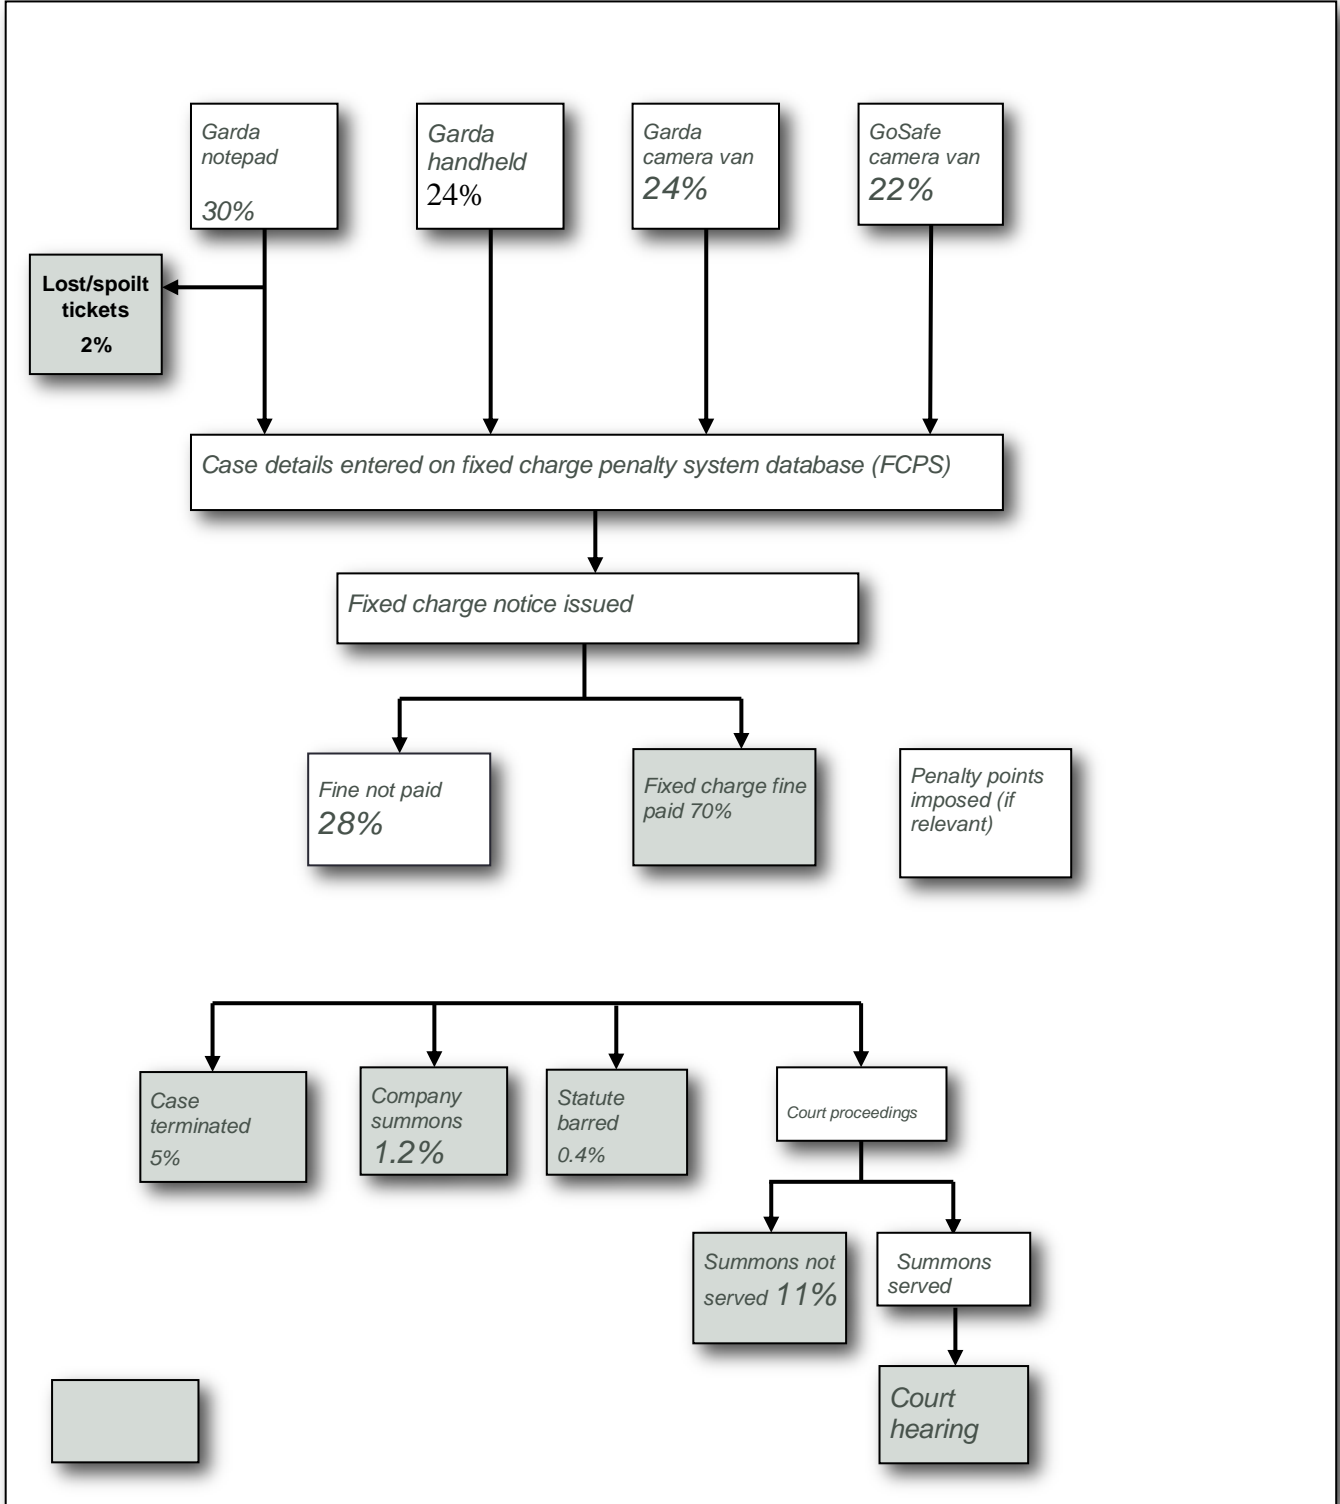 Garda
notepad
30%
Garda
handheld
24%
Garda
camera van
24%
GoSafe
camera van
22%
Lost/spoilt
tickets
2%
Case details entered on fixed charge penalty system database (FCPS)
Fixed charge notice issued
Fine not paid
28%
Fixed charge fine
paid 70%
Penalty points
imposed (if
relevant)
Case
terminated
5%
Company
summons
1.2%
Statute
barred
0.4%
Court proceedings
Summons not
served 11%
Summons
served
Court
hearing